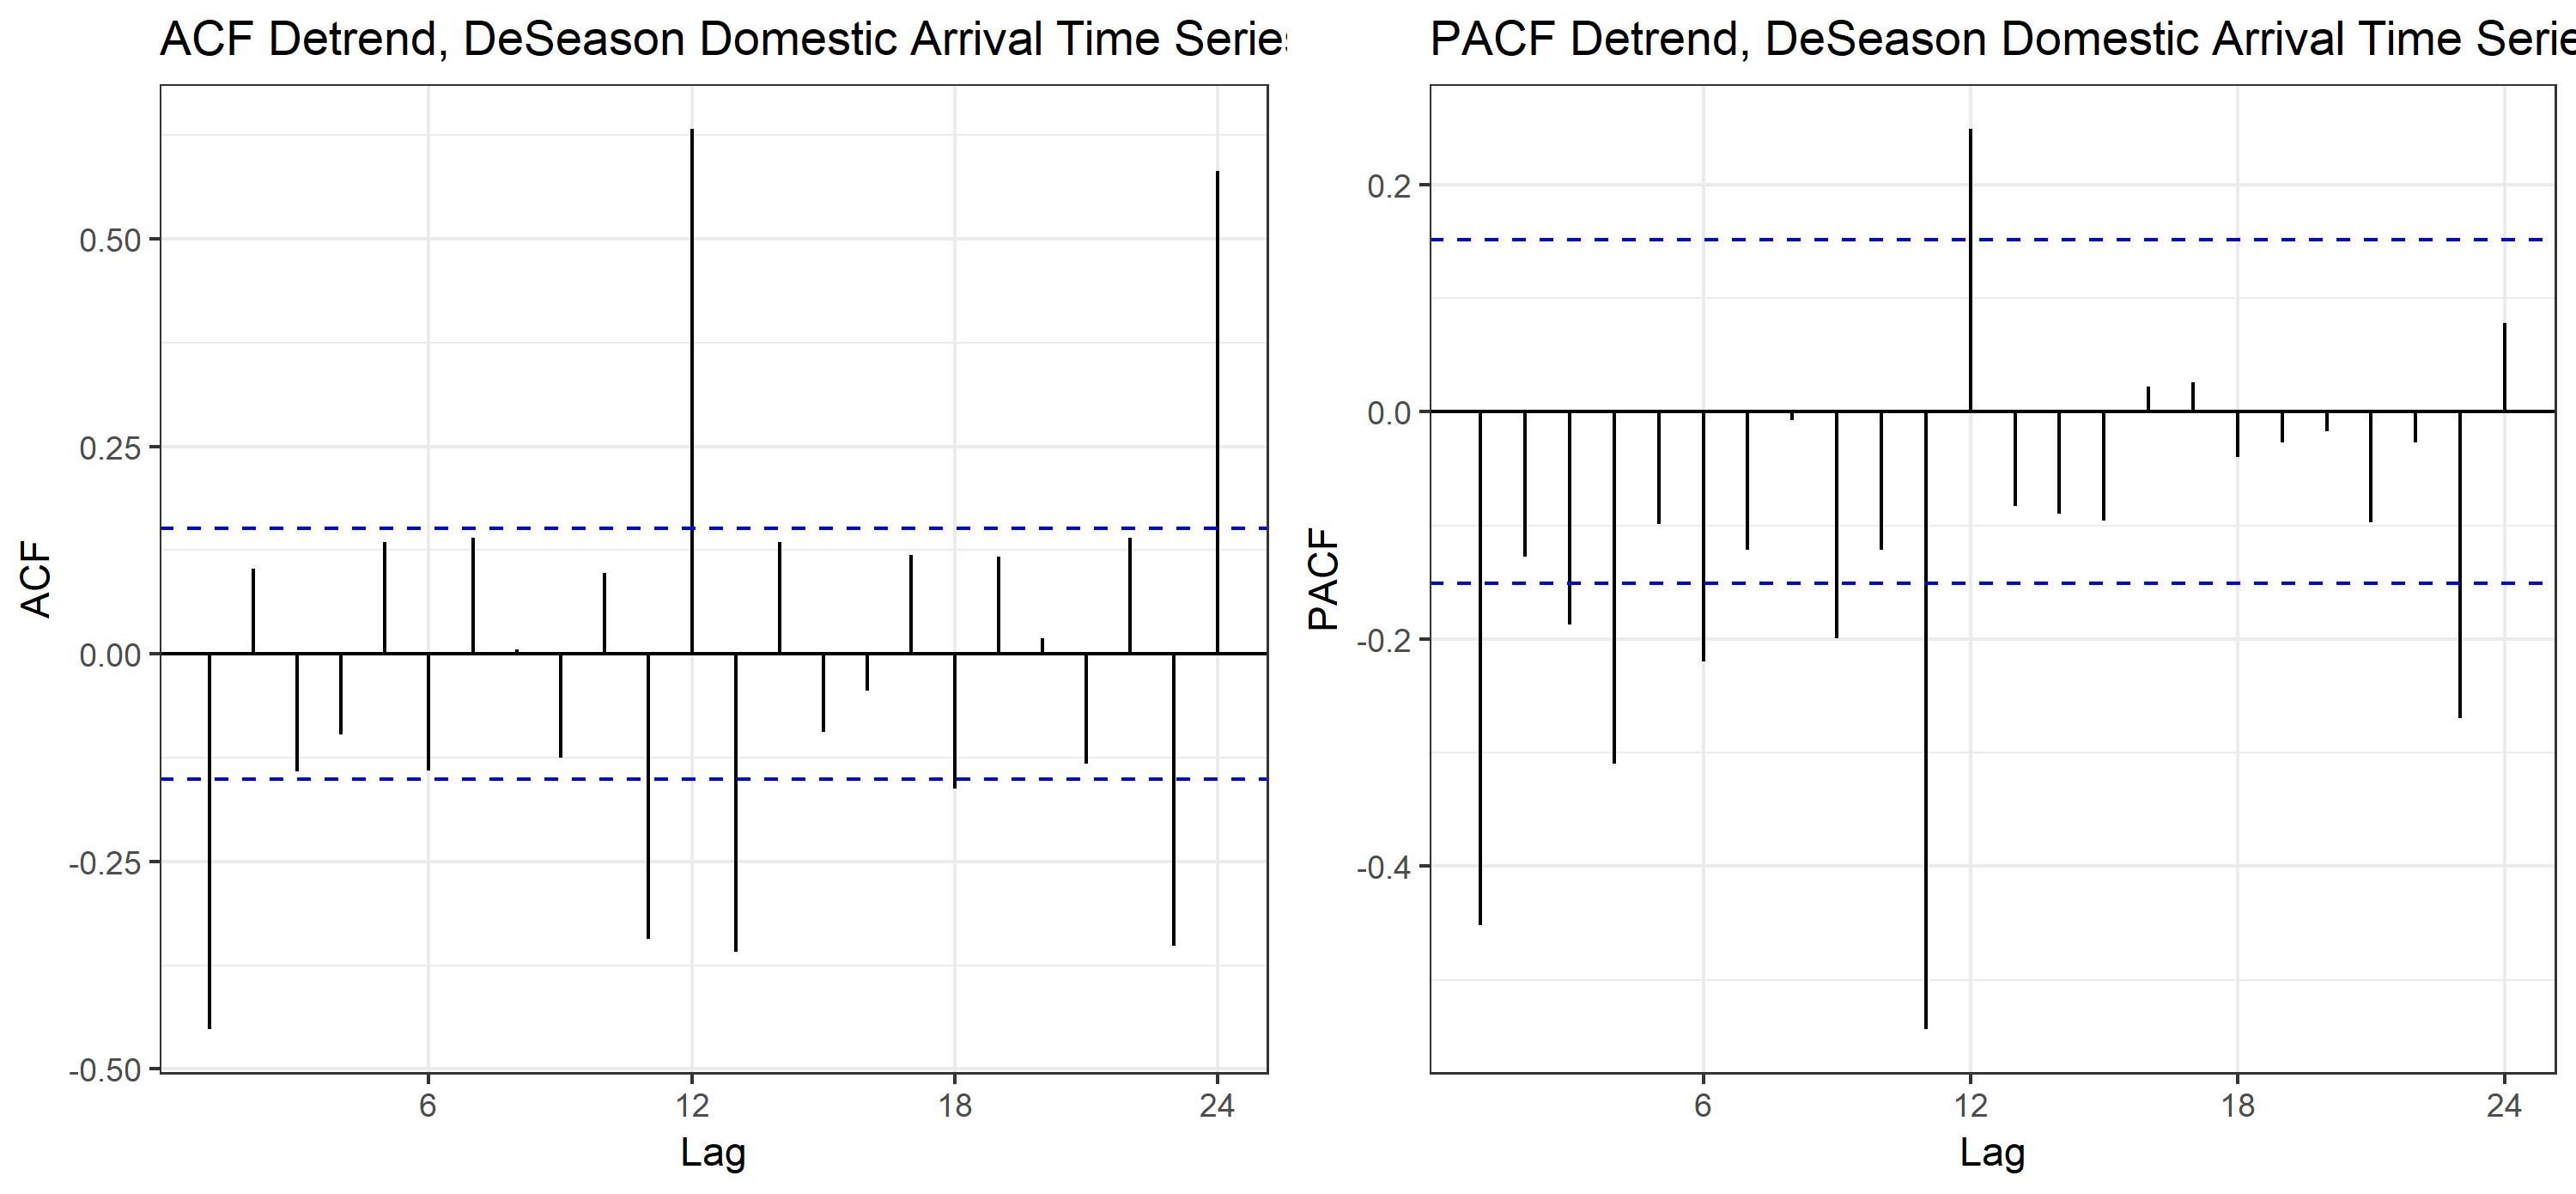 ACF Detrend, DeSeason Domestic Arrival Time Series
ACF
0.50
0.25
0.00
-0.25
-0.50
6 12 18 24
Lag
PACF Detrend, DeSeason Domestic Arrival Time Serie
PACF
0.2
0.0
-0.2
-0.4
6 12 18 24
Lag